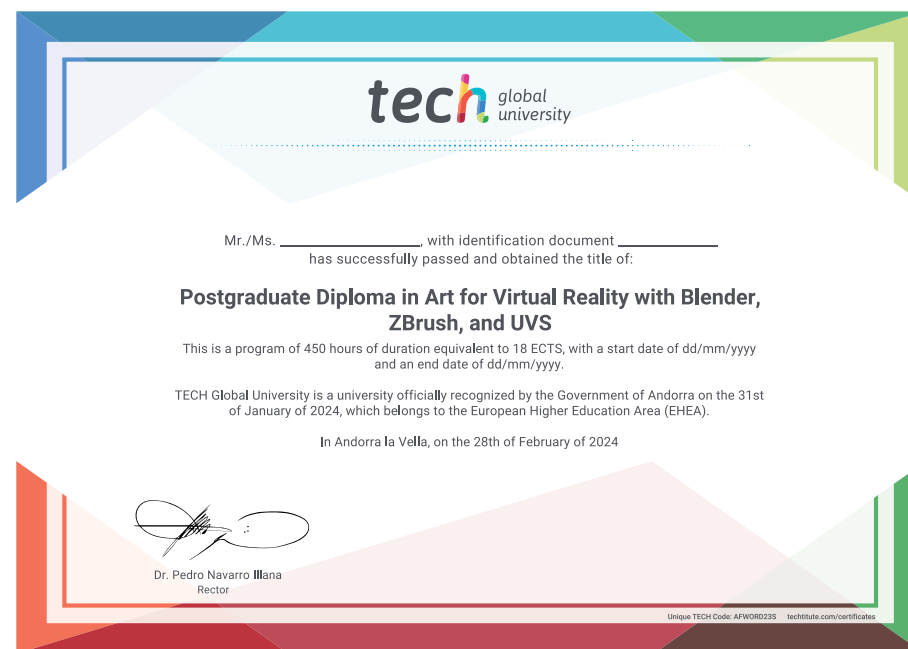 tech global university
Mr./Ms. , with identification document
has successfully passed and obtained the title of:
Postgraduate Diploma in Art for Virtual Reality with Blender,
ZBrush, and UVS
This is a program of 450 hours of duration equivalent to 18 ECTS, with a start date of dd/mm/yyyy
and an end date of dd/mm/yyyy.
TECH Global University is a university officially recognized by the Government of Andorra on the 31st
of January of 2024, which belongs to the European Higher Education Area (EHEA).
In Andorra la Vella, on the 28th of February of 2024
Dr. Pedro Navarro Illana
Rector
Unique TECH Code: AFWORD23S techtitute.com/certificates